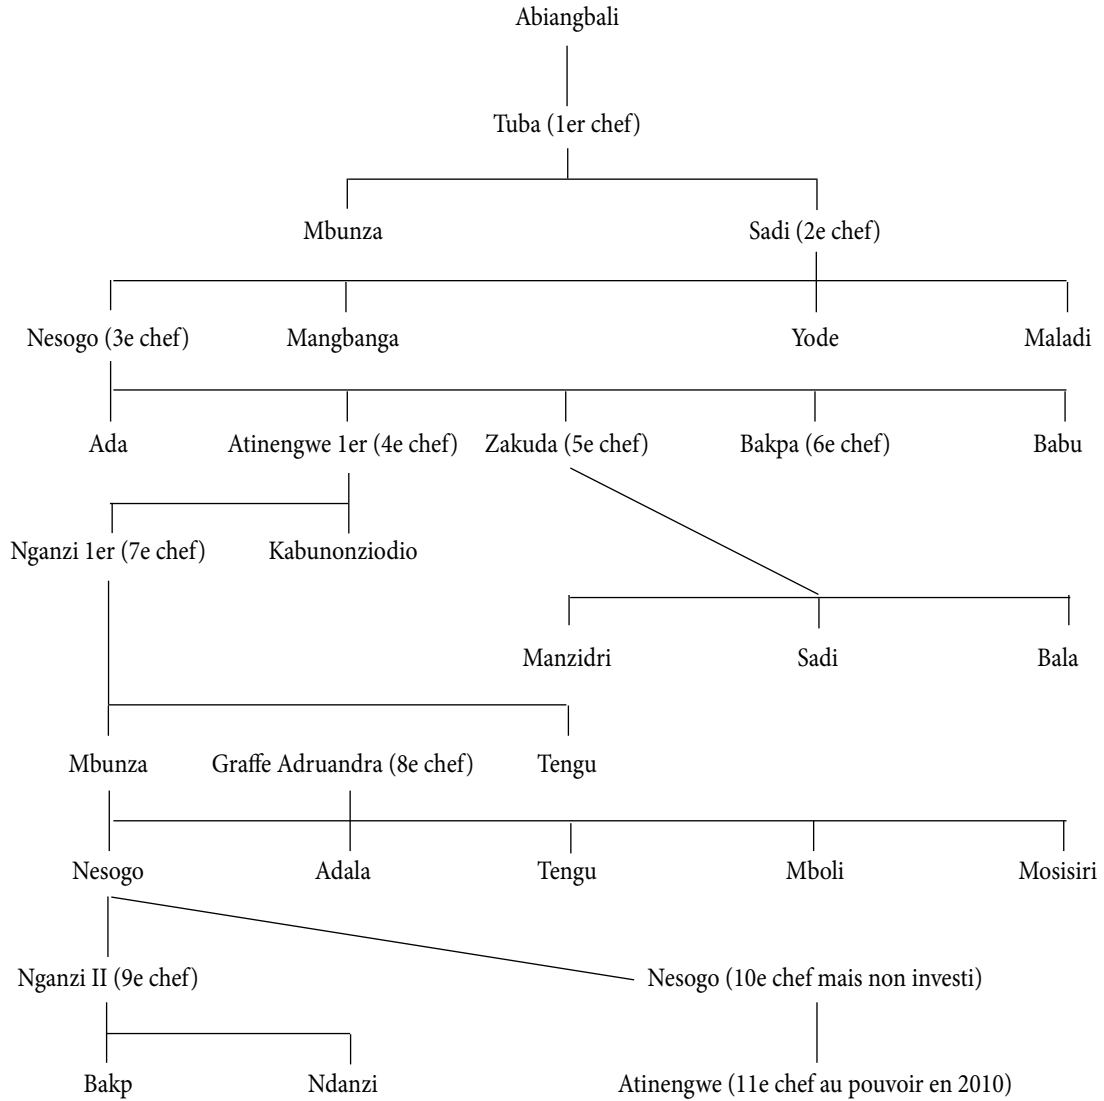 Abiangbali
Tuba (1er chef)
Mbunza
Sadi (2e chef)
Nesogo (3e chef)
Mangbanga
Yode
Maladi
Ada
Atinengwe 1er (4e chef)
Zakuda (5e chef)
Bakpa (6e chef)
Babu
Nganzi 1er (7e chef)
Kabunonziodio
Manzidri
Sadi
Bala
Mbunza
Graffe Adruandra (8e chef)
Tengu
Nesogo
Adala
Tengu
Mboli
Mosisiri
Nganzi II (9e chef)
Nesogo (10e chef mais non investi)
Bakp
Ndanzi
Atinengwe (11e chef au pouvoir en 2010)